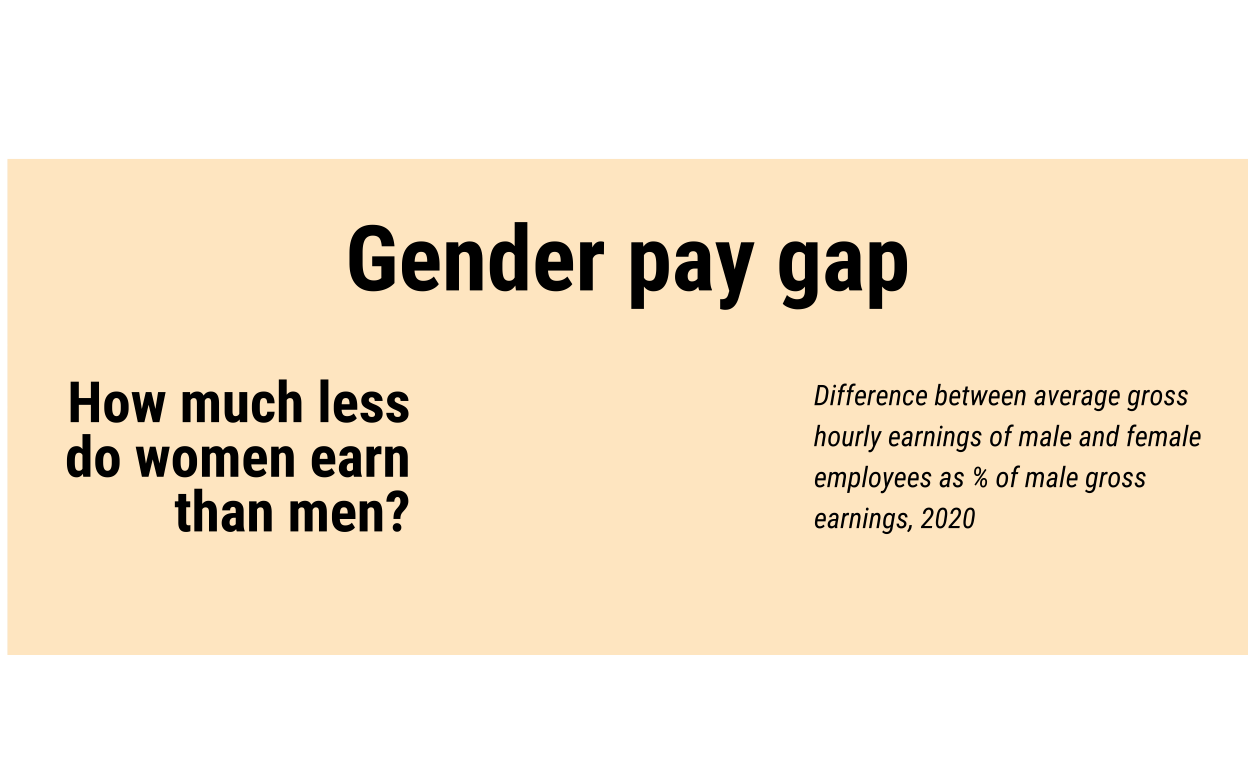 Gender pay gap
How much less
do women earn
than men?
Difference between average gross
hourly earnings of male and female
employees as % of male gross
earnings, 2020